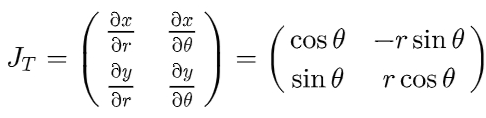 $J_T = \begin{pmatrix} \frac{\partial x}{\partial r} & \frac{\partial x}{\partial \theta} \\ \frac{\partial y}{\partial r} & \frac{\partial y}{\partial \theta} \end{pmatrix} = \begin{pmatrix} \cos\theta & -r\sin\theta \\ \sin\theta & r\cos\theta \end{pmatrix}$